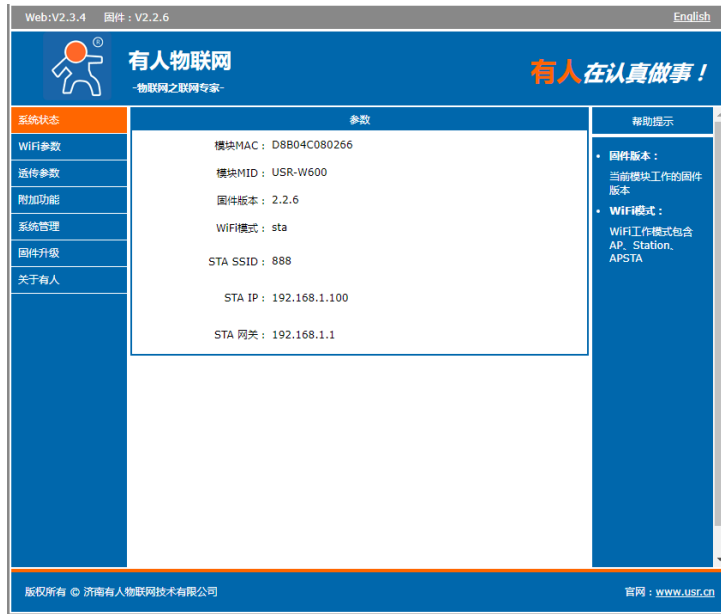 Web:V2.3.4 固件：V2.2.6 English
®
有人物联网
-物联网之联网专家-
有人在认真做事！
系统状态
WiFi参数
透传参数
附加功能
系统管理
固件升级
关于有人
参数
模块MAC： D8B04C080266
模块MID： USR-W600
固件版本： 2.2.6
WiFi模式： sta
STA SSID： 888
STA IP： 192.168.1.100
STA 网关： 192.168.1.1
帮助提示
• 固件版本：
当前模块工作的固件
版本
• WiFi模式：
WiFi工作模式包含
AP、Station、
APSTA
版权所有 © 济南有人物联网技术有限公司 官网：www.usr.cn